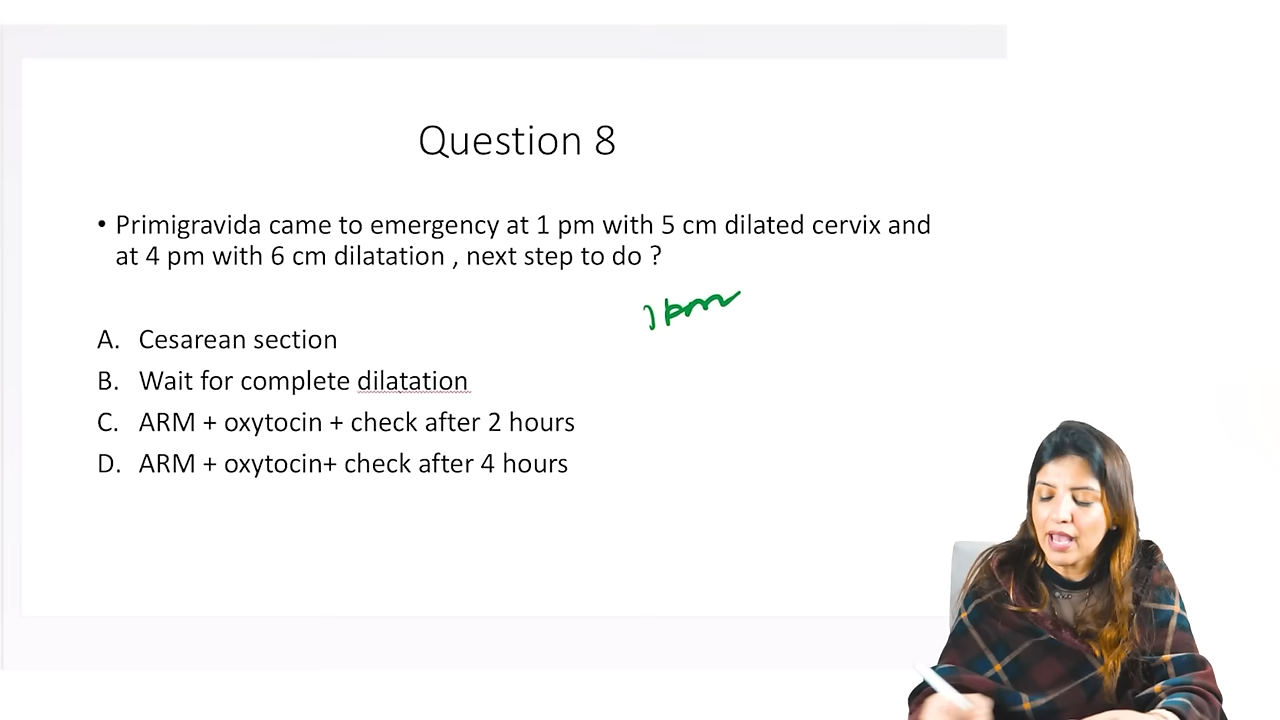 Question 8
• Primigravida came to emergency at 1 pm with 5 cm dilated cervix and
at 4 pm with 6 cm dilatation , next step to do ?
1 pm
A. Cesarean section
B. Wait for complete dilatation
C. ARM + oxytocin + check after 2 hours
D. ARM + oxytocin+ check after 4 hours